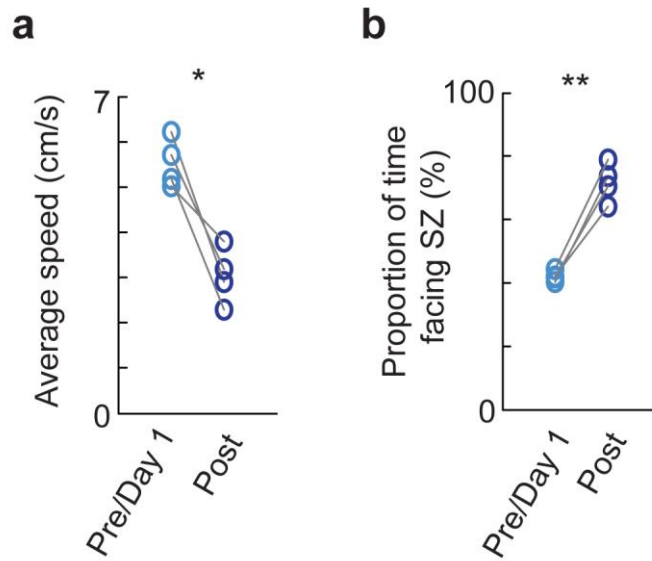 a
*
7
Average speed (cm/s)
0
Pre/Day 1
Post
b
**
100
Proportion of time
facing SZ (%)
0
Pre/Day 1
Post